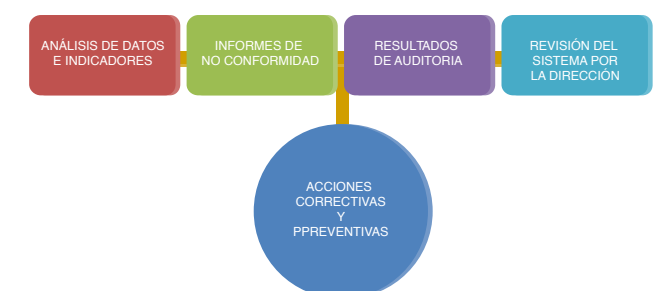 ANÁLISIS DE DATOS
E INDICADORES
INFORMES DE
NO CONFORMIDAD
RESULTADOS
DE AUDITORIA
REVISIÓN DEL
SISTEMA POR
LA DIRECCIÓN
ACCIONES
CORRECTIVAS
Y
PPREVENTIVAS